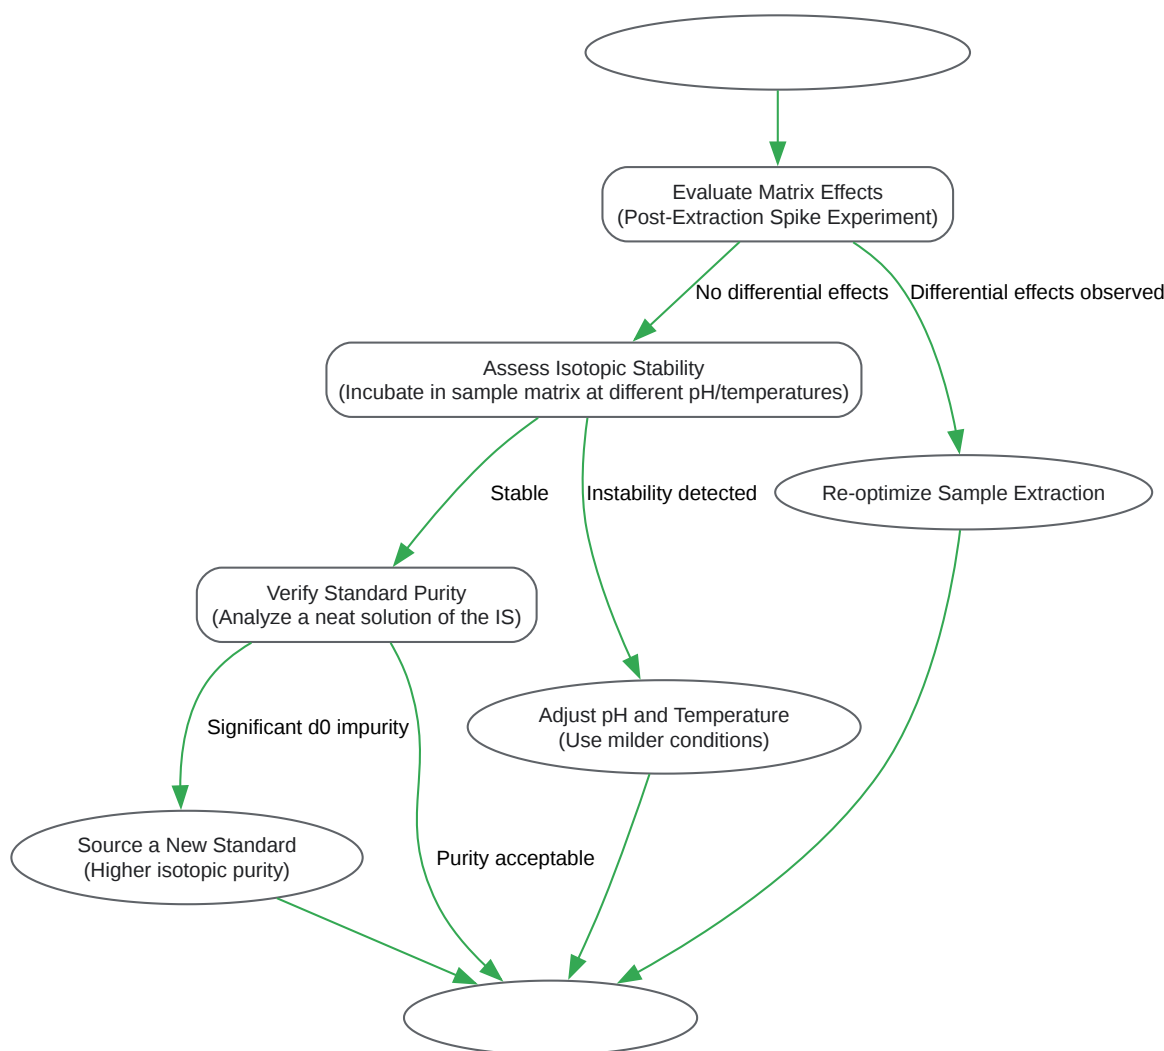 Evaluate Matrix Effects
(Post-Extraction Spike Experiment)
No differential effects
Differential effects observed
Assess Isotopic Stability
(Incubate in sample matrix at different pH/temperatures)
Stable
Instability detected
Re-optimize Sample Extraction
Verify Standard Purity
(Analyze a neat solution of the IS)
Significant d0 impurity
Adjust pH and Temperature
(Use milder conditions)
Source a New Standard
(Higher isotopic purity)
Purity acceptable